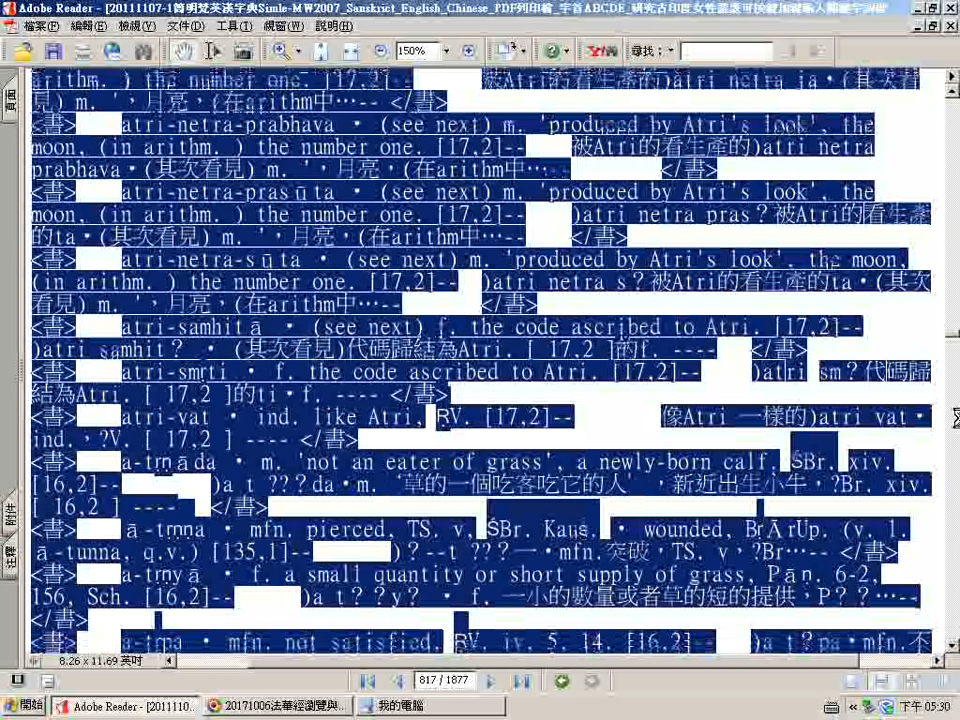 Adobe Reader - [20111107-1簡明梵英漢字典Simle-MW2007_Sanskrit_English_Chinese_PDF列印檔_字首ABCDE_研究古印度女性
檔案(F) 編輯(E) 檢視(V) 文件(D) 工具(T) 視窗(W) 說明(H)
150% 尋找：
arithm. ) the number one. [17,2]-- 被Atri的看生產的)atri netra ja，(其次看
見) m. '，月亮，(在arithm中…-- </書>
<書> atri-netra-prabhava • (see next) m. 'produced by Atri's look', the
moon, (in arithm. ) the number one. [17,2]-- 被Atri的看生產的)atri netra
prabhava，(其次看見) m. '，月亮，(在arithm中…-- </書>
<書> atri-netra-prasūta • (see next) m. 'produced by Atri's look', the
moon, (in arithm. ) the number one. [17,2]-- )atri netra pras？被Atri的看生產
的ta，(其次看見) m. '，月亮，(在arithm中…-- </書>
<書> atri-netra-sūta • (see next) m. 'produced by Atri's look', the moon,
(in arithm. ) the number one. [17,2]-- )atri netra s？被Atri的看生產的ta，(其次
看見) m. '，月亮，(在arithm中…-- </書>
<書> atri-saṃhitā • (see next) f. the code ascribed to Atri. [17,2]--
)atri saṃhit？ • (其次看見)代碼歸結為Atri. [ 17,2 ]的f. ---- </書>
<書> atri-smṛti • f. the code ascribed to Atri. [17,2]-- )atri sm？代碼歸
結為Atri. [ 17,2 ]的ti，f. ---- </書>
<書> atri-vat • ind. like Atri, RV. [17,2]-- 像Atri 一樣的)atri vat，
ind.，?V. [ 17,2 ] ---- </書>
<書> a-tṛṇāda • m. 'not an eater of grass', a newly-born calf, ŚBr. xiv.
[16,2]-- )a t ???da，m. '草的一個吃客吃它的人'，新近出生小牛，?Br. xiv.
[ 16,2 ] ---- </書>
<書> ā-tṛṇṇa • mfn. pierced, TS. v, ŚBr. Kauś. • wounded, BrĀrUp. (v. l.
ā-tunna, q.v.) [135,1]-- )？--t ???一，mfn.突破，TS. v，?Br…-- </書>
<書> a-tṛṇyā • f. a small quantity or short supply of grass, Pāṇ. 6-2,
156, Sch. [16,2]-- )a t？？y？ • f. 一小的數量或者草的短的提供，P？？…--
</書>
<書> a-tṛpa • mfn. not satisfied, RV. iv, 5, 14. [16,2]-- )a t？pa，mfn.不
頁面
附件
註釋
8.26 x 11.69 英吋
817 / 1877
開始 Adobe Reader - [2011110... 20171006法華經瀏覽與... 我的電腦 下午 05:30